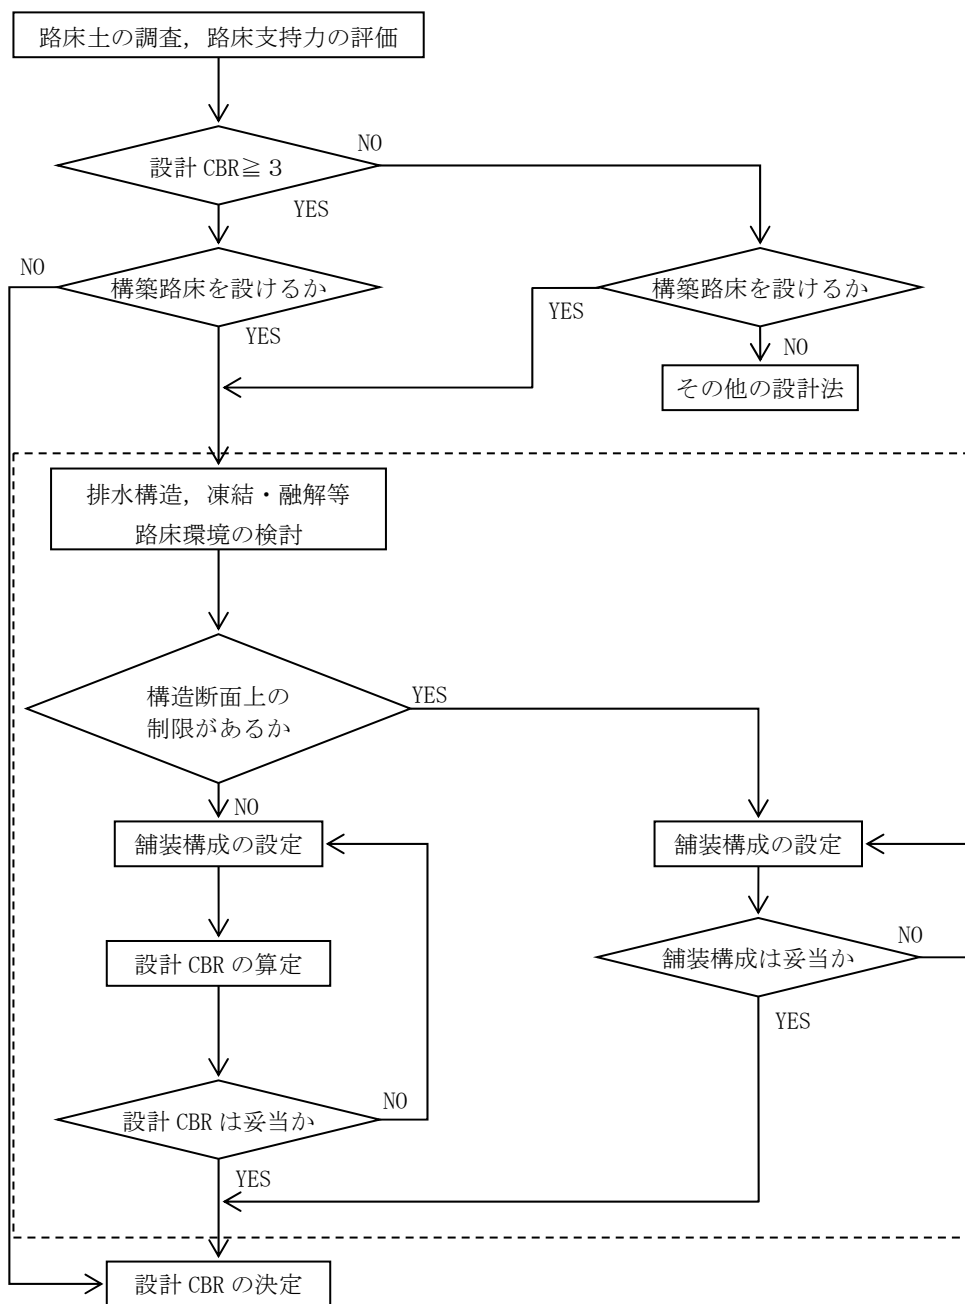 路床土の調査，路床支持力の評価
NO
設計 CBR≧３
YES
NO
構築路床を設けるか
構築路床を設けるか
YES
YES
NO
その他の設計法
排水構造，凍結・融解等
路床環境の検討
構造断面上の
制限があるか
YES
NO
舗装構成の設定
舗装構成の設定
設計 CBR の算定
舗装構成は妥当か
NO
YES
設計 CBR は妥当か
NO
YES
設計 CBR の決定